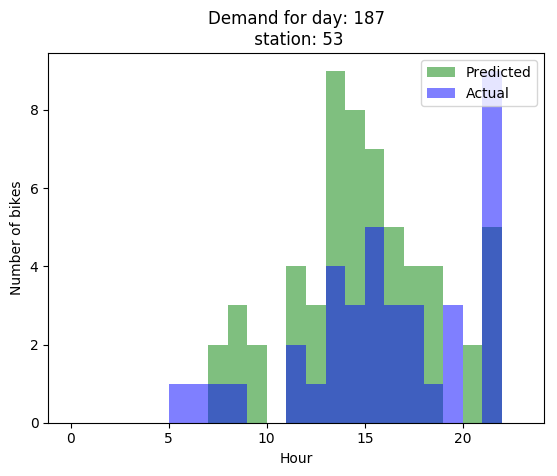 Demand for day: 187
station: 53
Predicted
Actual
Number of bikes
8
6
4
2
0
0 5 10 15 20
Hour